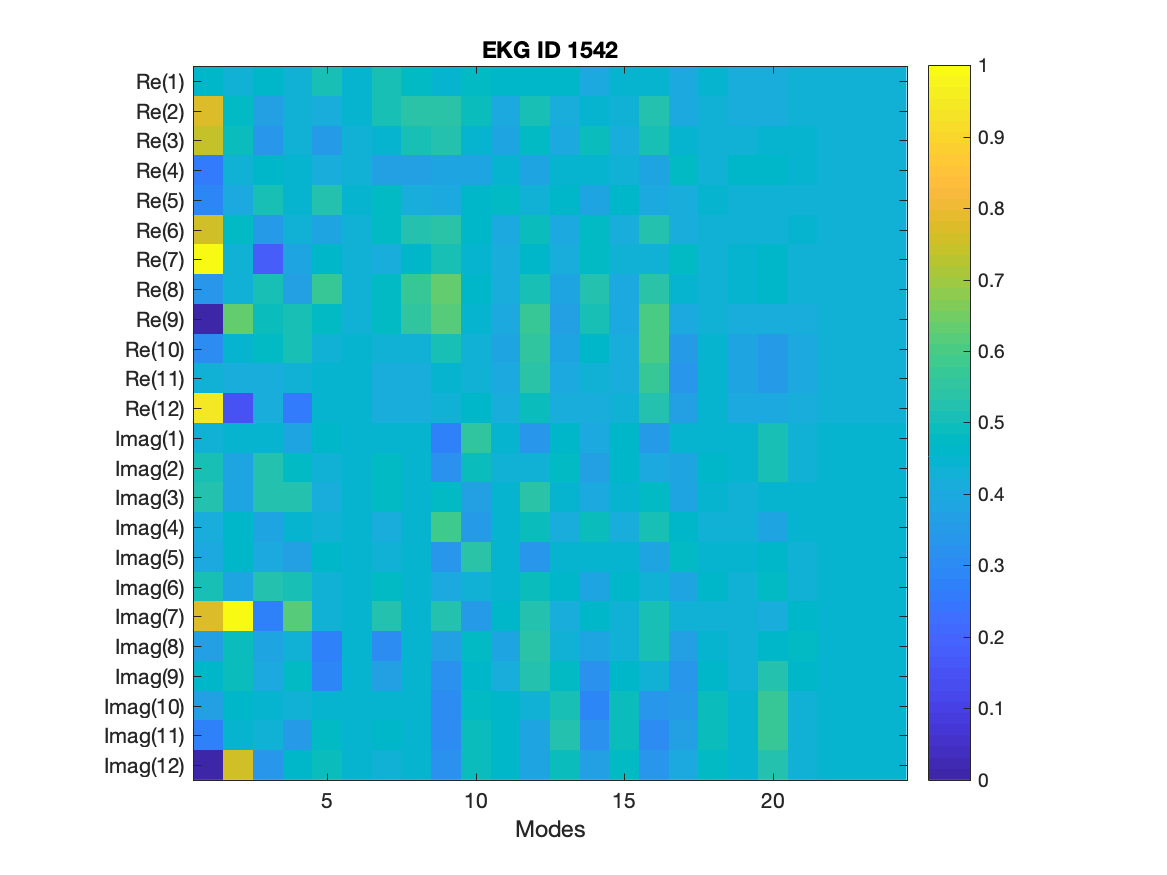 EKG ID 1542
Re(1)
Re(2)
Re(3)
Re(4)
Re(5)
Re(6)
Re(7)
Re(8)
Re(9)
Re(10)
Re(11)
Re(12)
Imag(1)
Imag(2)
Imag(3)
Imag(4)
Imag(5)
Imag(6)
Imag(7)
Imag(8)
Imag(9)
Imag(10)
Imag(11)
Imag(12)
5 10 15 20
Modes
1
0.9
0.8
0.7
0.6
0.5
0.4
0.3
0.2
0.1
0